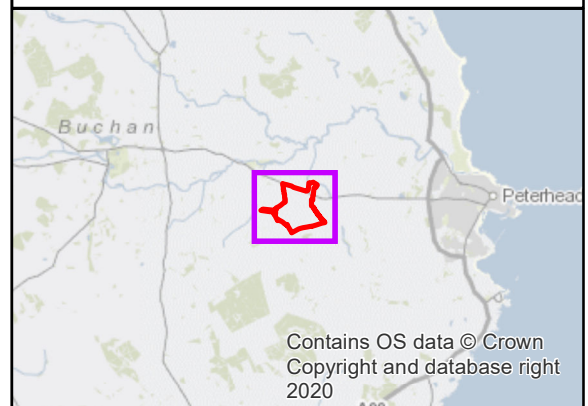 Buchan
Peterhead
Contains OS data © Crown
Copyright and database right
2020